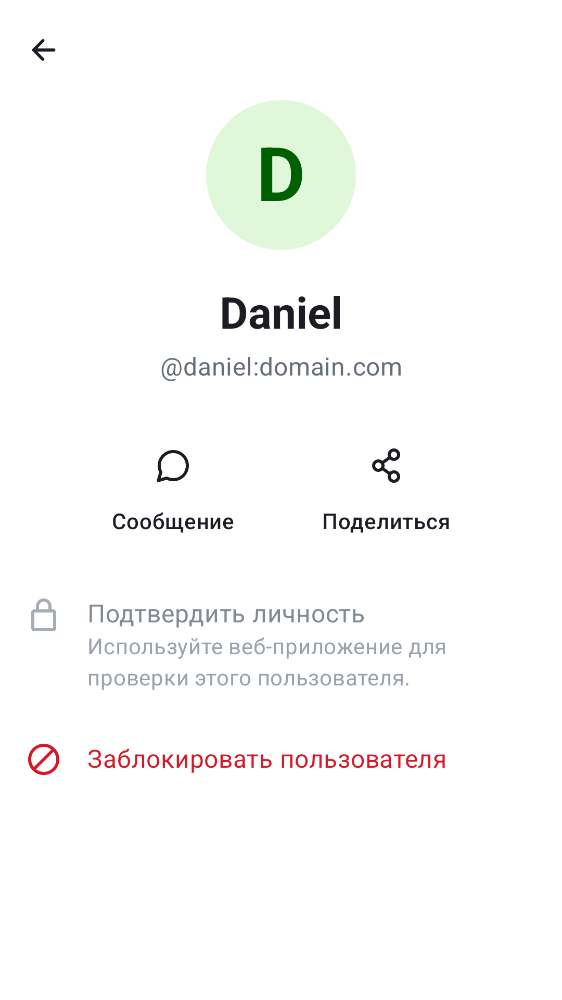 D
Daniel
@daniel:domain.com
Сообщение
Поделиться
Подтвердить личность
Используйте веб-приложение для
проверки этого пользователя.
Заблокировать пользователя